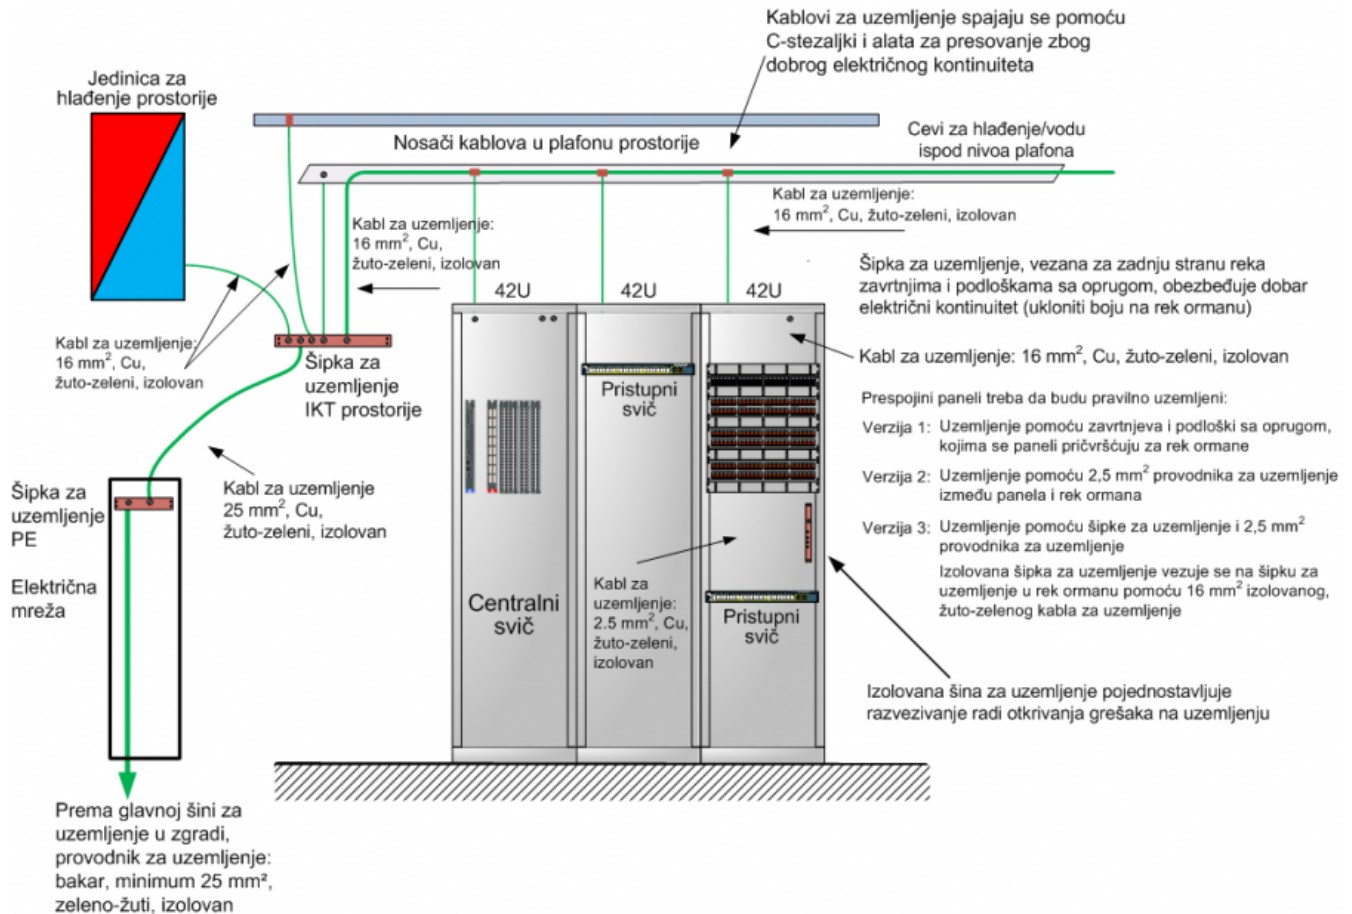 Kablovi za uzemljenje spajaju se pomoću
C-stezaljki i alata za presovanje zbog
dobrog električnog kontinuiteta
Jedinica za
hlađenje prostorije
Nosači kablova u plafonu prostorije
Cevi za hlađenje/vodu
ispod nivoa plafona
Kabl za uzemljenje:
16 mm², Cu, žuto-zeleni, izolovan
Kabl za uzemljenje:
16 mm², Cu,
žuto-zeleni, izolovan
Šipka za uzemljenje, vezana za zadnju stranu reka
zavrtnjima i podloškama sa oprugom, obezbeđuje dobar
električni kontinuitet (ukloniti boju na rek ormanu)
42U
42U
42U
Kabl za uzemljenje:
16 mm², Cu,
žuto-zeleni, izolovan
Šipka za
uzemljenje
IKT prostorije
Kabl za uzemljenje: 16 mm², Cu, žuto-zeleni, izolovan
Pristupni
svič
Prespojini paneli treba da budu pravilno uzemljeni:
Verzija 1: Uzemljenje pomoću zavrtnjeva i podloški sa oprugom,
kojima se paneli pričvršćuju za rek ormane
Verzija 2: Uzemljenje pomoću 2,5 mm² provodnika za uzemljenje
između panela i rek ormana
Verzija 3: Uzemljenje pomoću šipke za uzemljenje i 2,5 mm²
provodnika za uzemljenje
Izolovana šipka za uzemljenje vezuje se na šipku za
uzemljenje u rek ormanu pomoću 16 mm² izolovanog,
žuto-zelenog kabla za uzemljenje
Kabl za uzemljenje
25 mm², Cu,
žuto-zeleni, izolovan
Šipka za
uzemljenje
PE
Električna
mreža
Centralni
svič
Kabl za
uzemljenje:
2.5 mm², Cu,
žuto-zeleni,
izolovan
Pristupni
svič
Izolovana šina za uzemljenje pojednostavljuje
razvezivanje radi otkrivanja grešaka na uzemljenju
Prema glavnoj šini za
uzemljenje u zgradi,
provodnik za uzemljenje:
bakar, minimum 25 mm²,
zeleno-žuti, izolovan